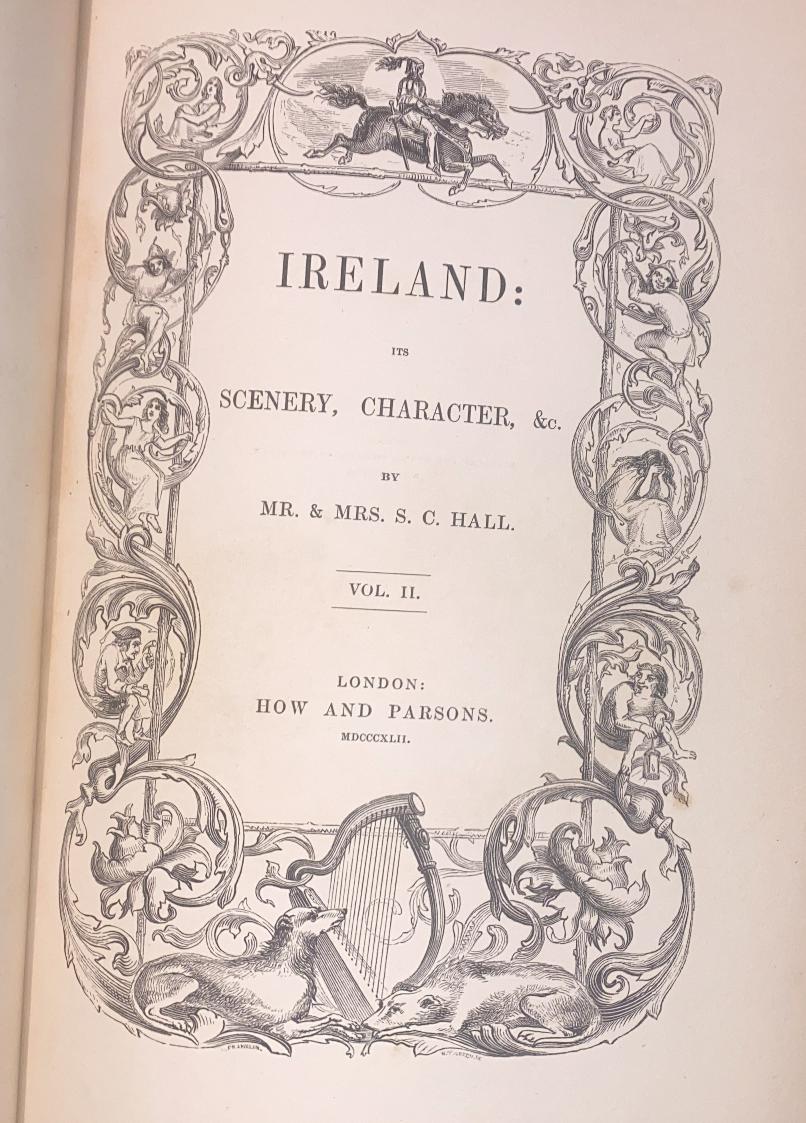 IRELAND:
ITS
SCENERY, CHARACTER, &c.
BY
MR. & MRS. S. C. HALL.
VOL. II.
LONDON:
HOW AND PARSONS.
MDCCCXLII.